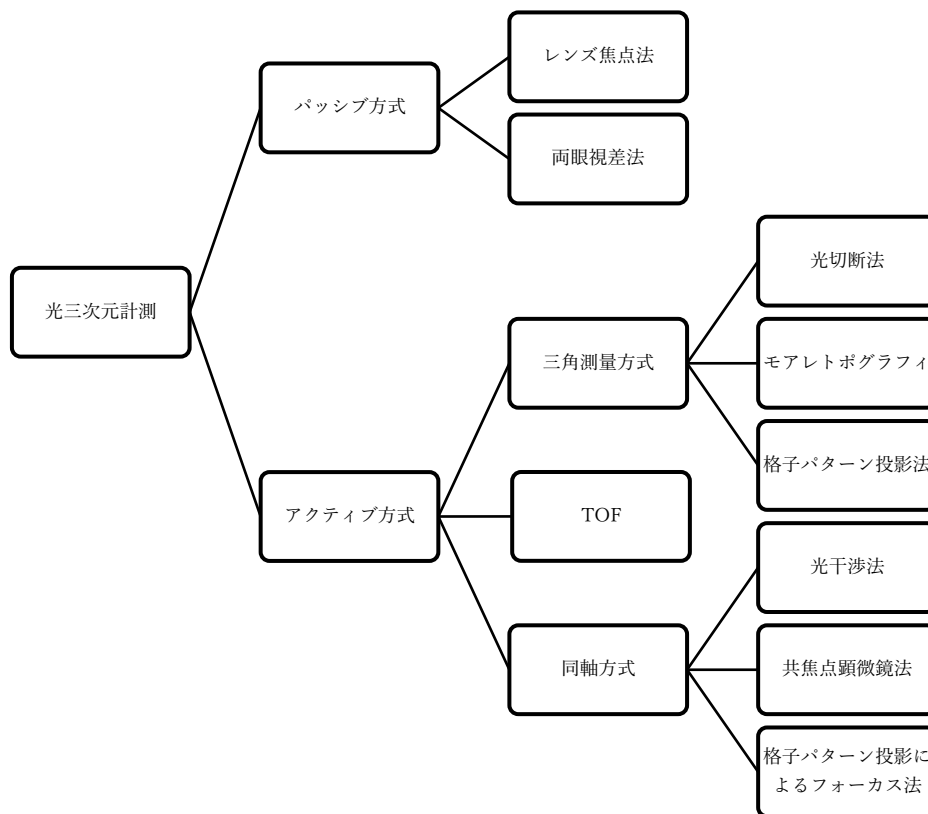 レンズ焦点法
パッシブ方式
両眼視差法
光切断法
光三次元計測
三角測量方式
モアレトポグラフィ
格子パターン投影法
アクティブ方式
TOF
光干渉法
同軸方式
共焦点顕微鏡法
格子パターン投影に
よるフォーカス法